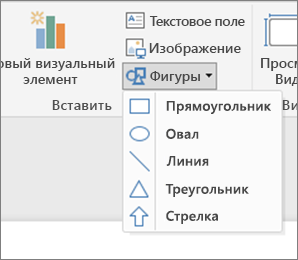 Текстовое поле
Изображение
Фигуры
овый визуальный
элемент
Вставить
Просм
Вид
Ви
Прямоугольник
Овал
Линия
Треугольник
Стрелка